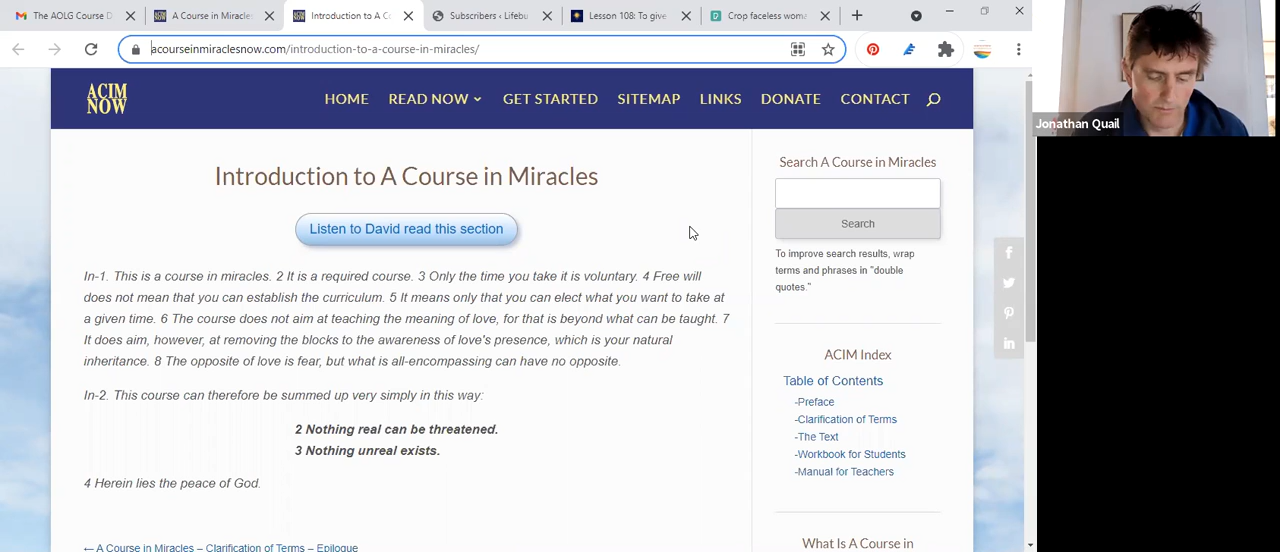 The AOLG Course D
A Course in Miracles
Introduction to A Co
Subscribers ‹ Lifebu
Lesson 108: To give
Crop faceless woma
acourseinmiraclesnow.com/introduction-to-a-course-in-miracles/
Jonathan Quail
ACIM
NOW
HOME
READ NOW
GET STARTED
SITEMAP
LINKS
DONATE
CONTACT
Introduction to A Course in Miracles
Listen to David read this section
In-1. This is a course in miracles. 2 It is a required course. 3 Only the time you take it is voluntary. 4 Free will
does not mean that you can establish the curriculum. 5 It means only that you can elect what you want to take at
a given time. 6 The course does not aim at teaching the meaning of love, for that is beyond what can be taught. 7
It does aim, however, at removing the blocks to the awareness of love's presence, which is your natural
inheritance. 8 The opposite of love is fear, but what is all-encompassing can have no opposite.
In-2. This course can therefore be summed up very simply in this way:
2 Nothing real can be threatened.
3 Nothing unreal exists.
4 Herein lies the peace of God.
← A Course in Miracles – Clarification of Terms – Epilogue
Search A Course in Miracles
Search
To improve search results, wrap
terms and phrases in "double
quotes."
ACIM Index
Table of Contents
-Preface
-Clarification of Terms
-The Text
-Workbook for Students
-Manual for Teachers
What Is A Course in